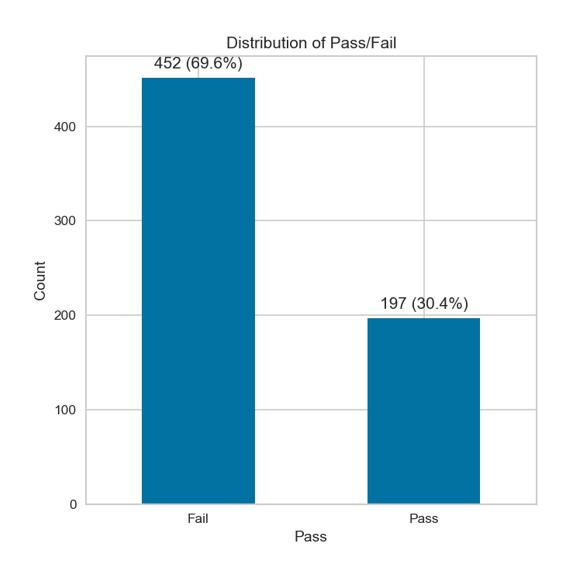 Distribution of Pass/Fail
452 (69.6%)
400
300
197 (30.4%)
200
100
0
Count
Fail
Pass
Pass